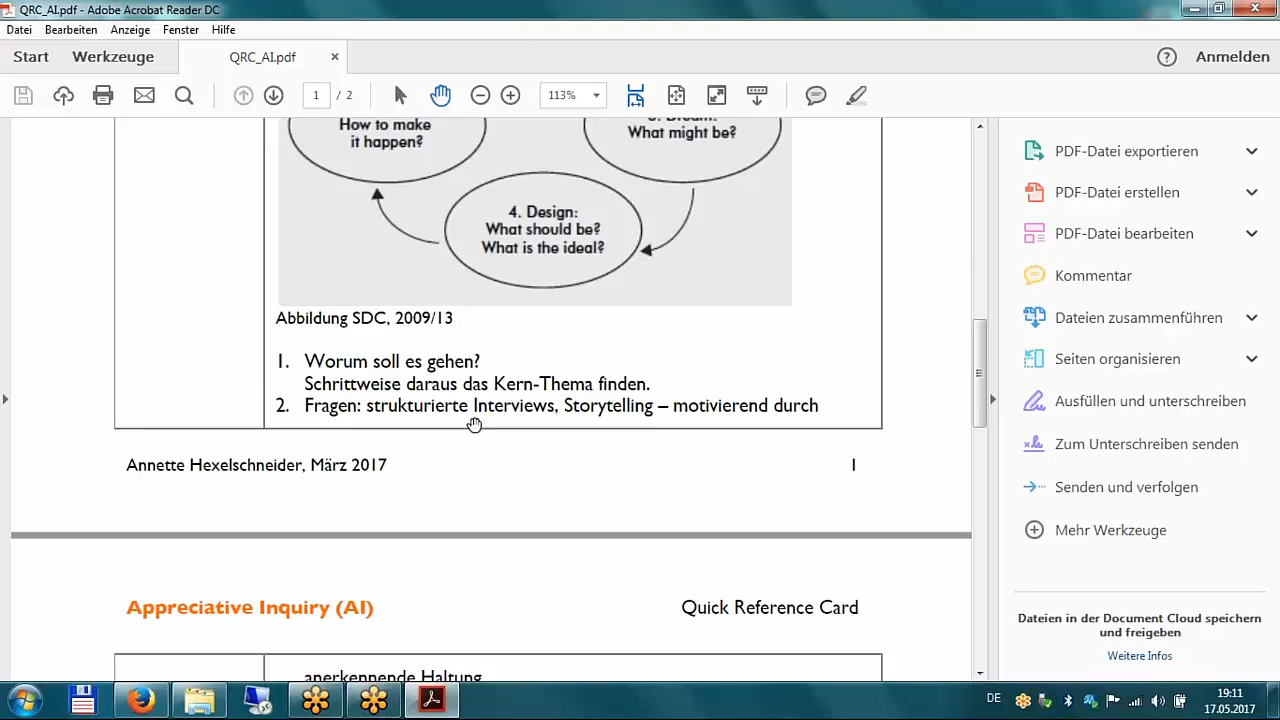 QRC_AI.pdf - Adobe Acrobat Reader DC
Datei Bearbeiten Anzeige Fenster Hilfe
Start Werkzeuge QRC_AI.pdf × Anmelden
1 / 2 113%
How to make
it happen?
What might be?
4. Design:
What should be?
What is the ideal?
Abbildung SDC, 2009/13
1. Worum soll es gehen?
Schrittweise daraus das Kern-Thema finden.
2. Fragen: strukturierte Interviews, Storytelling – motivierend durch
Annette Hexelschneider, März 2017 1
Appreciative Inquiry (AI) Quick Reference Card
anerkennende Haltung
PDF-Datei exportieren
PDF-Datei erstellen
PDF-Datei bearbeiten
Kommentar
Dateien zusammenführen
Seiten organisieren
Ausfüllen und unterschreiben
Zum Unterschreiben senden
Senden und verfolgen
Mehr Werkzeuge
Dateien in der Document Cloud speichern
und freigeben
Weitere Infos
DE 19:11
17.05.2017